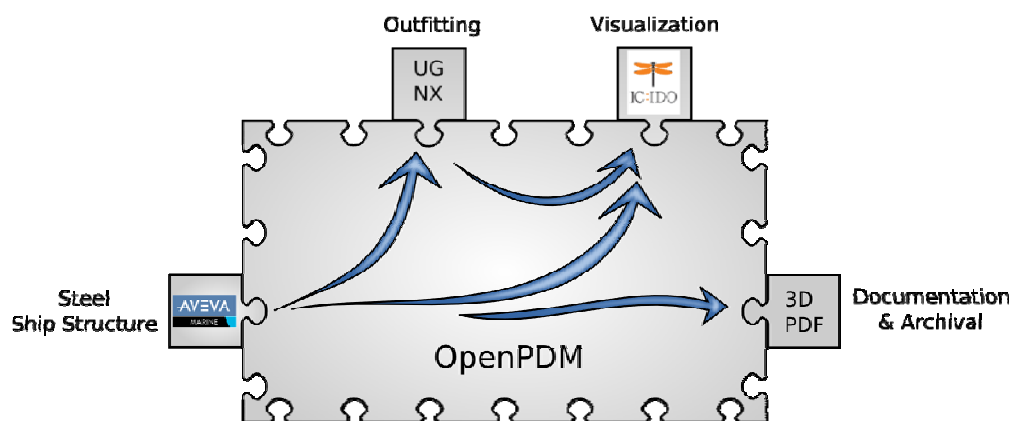 Outfitting
Visualization
UG
NX
IC:IDO
Steel
Ship Structure
AVEVA
MARINE
3D
PDF
Documentation
& Archival
OpenPDM